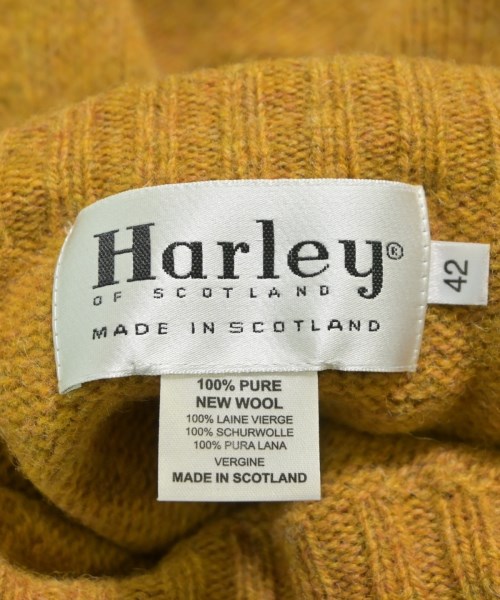 Harley®
OF SCOTLAND
MADE IN SCOTLAND
42
100% PURE
NEW WOOL
100% LAINE VIERGE
100% SCHURWOLLE
100% PURA LANA
VERGINE
MADE IN SCOTLAND